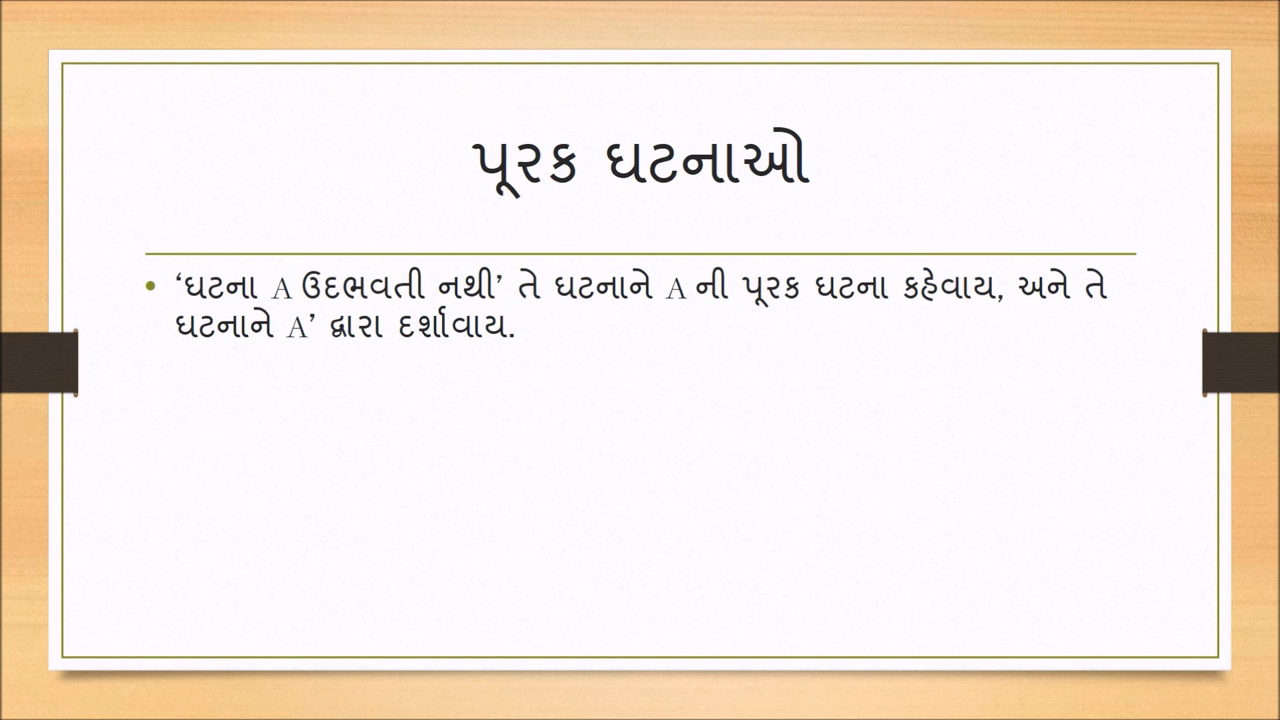 પૂરક ઘટનાઓ
• ‘ઘટના A ઉદભવતી નથી’ તે ઘટનાને A ની પૂરક ઘટના કહેવાય, અને તે
ઘટનાને A’ દ્વારા દર્શાવાય.